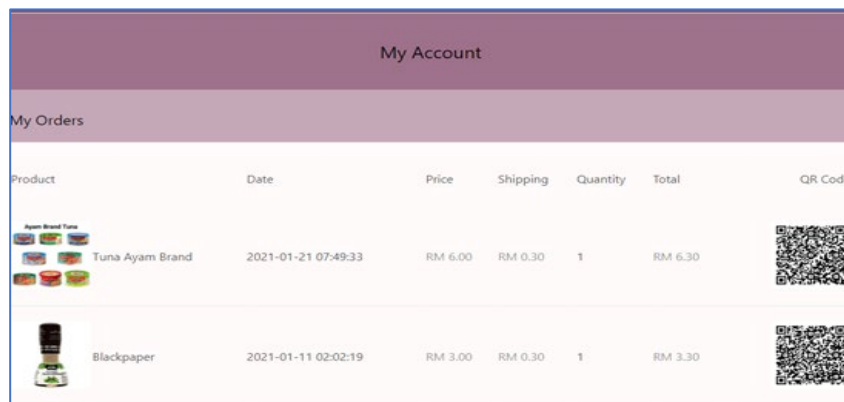 My Account
My Orders
Product Date Price Shipping Quantity Total QR Cod
Ayam Brand Tuna
Tuna Ayam Brand 2021-01-21 07:49:33 RM 6.00 RM 0.30 1 RM 6.30
Blackpaper 2021-01-11 02:02:19 RM 3.00 RM 0.30 1 RM 3.30